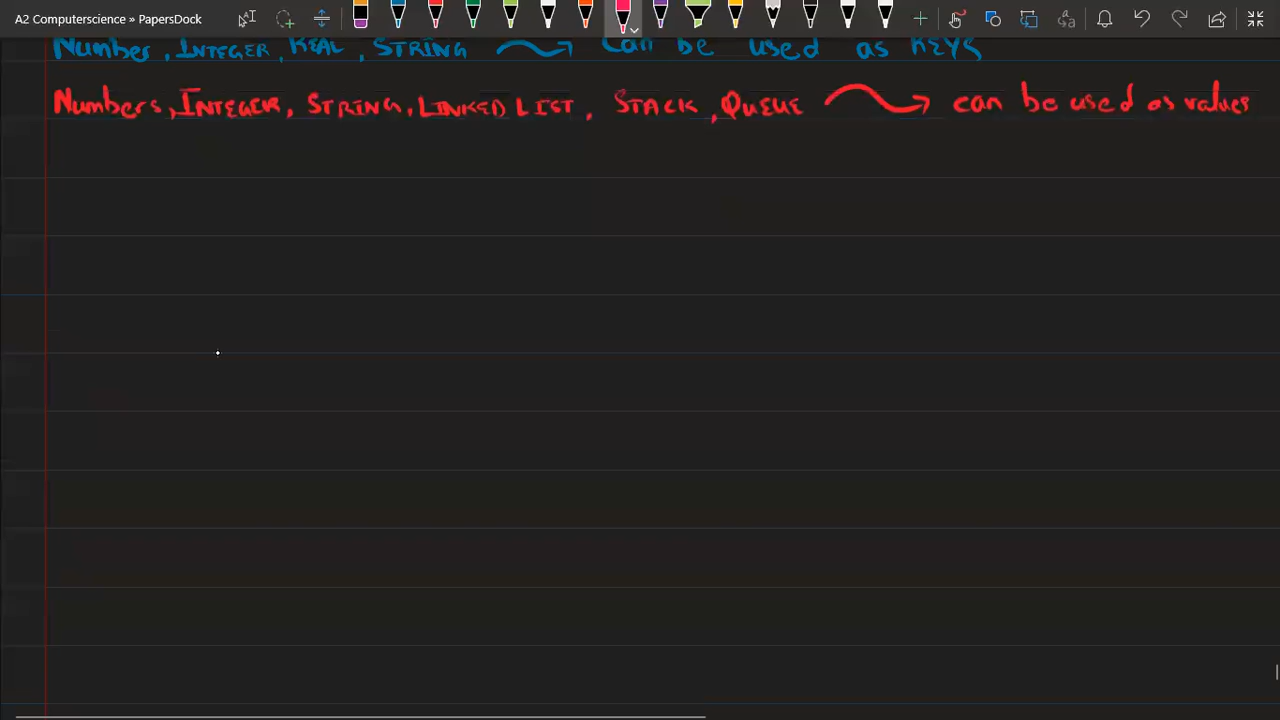 A2 Computerscience » PapersDock
Number, INTEGER, REAL, STRING can be used as KEYS
Numbers, INTEGER, STRING, LINKED LIST, STACK, QUEUE can be used as values